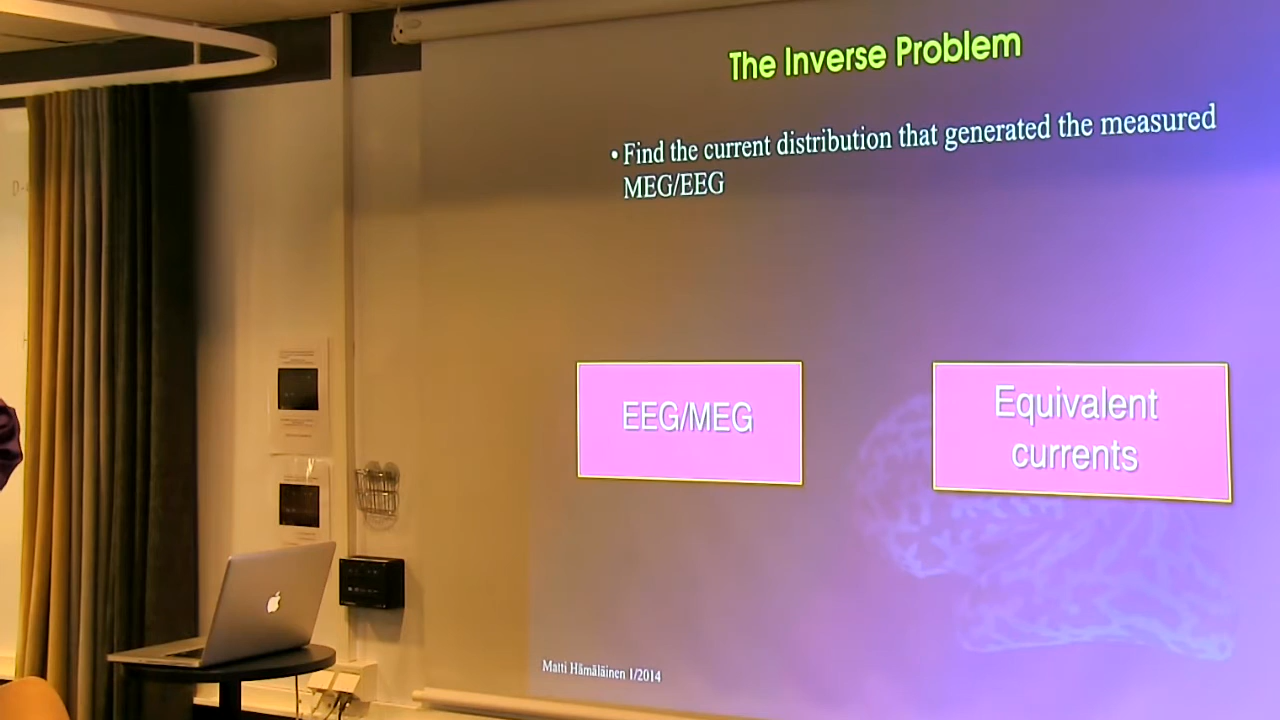 The Inverse Problem
• Find the current distribution that generated the measured
MEG/EEG
EEG/MEG
Equivalent
currents
Matti Hämäläinen 1/2014